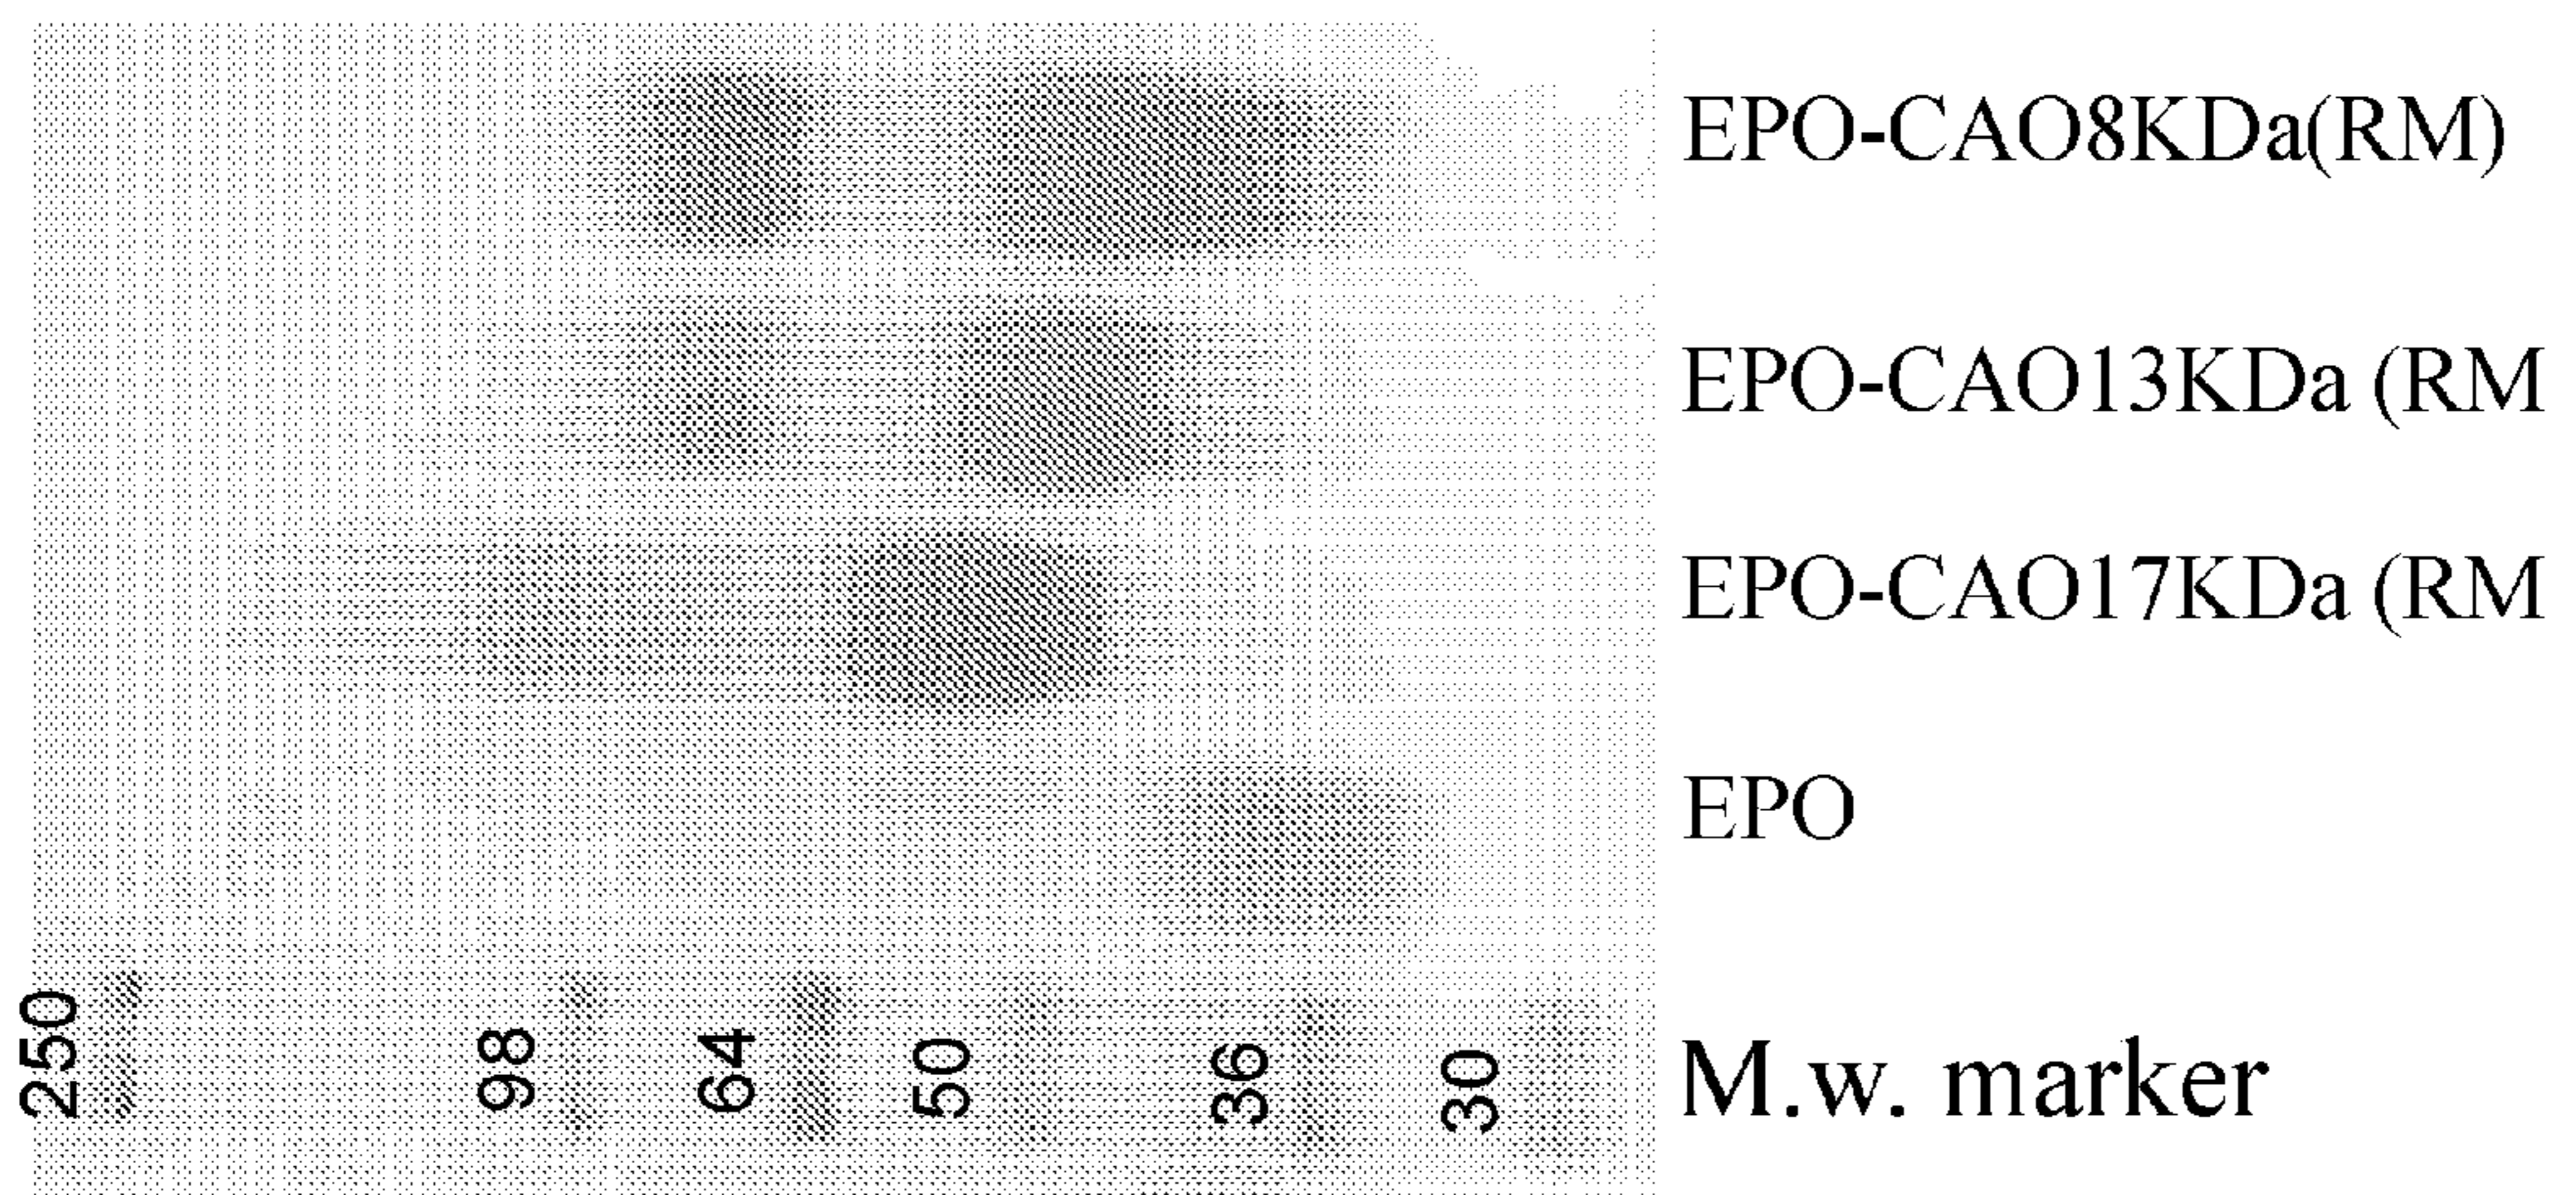 EPO-CAO8KDa(RM)
EPO-CAO13KDa (RM
EPO-CAO17KDa (RM
EPO
250 98 64 50 36 30 M.w. marker